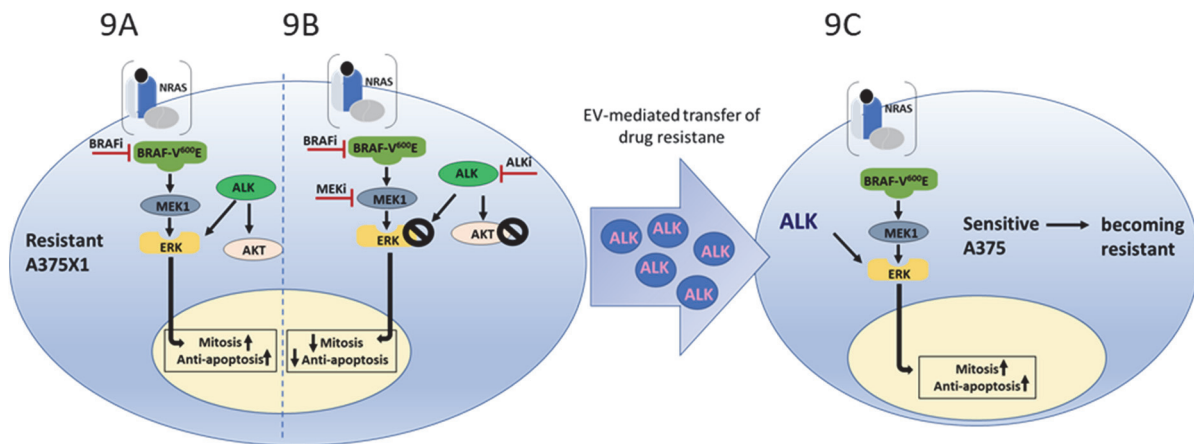 9A
9B
9C
NRAS
BRAFi
BRAF-V⁶⁰⁰E
MEK1
ALK
ERK
AKT
Resistant
A375X1
Mitosis
Anti-apoptosis
NRAS
BRAFi
BRAF-V⁶⁰⁰E
ALK
ALKi
MEKi
MEK1
ERK
AKT
Mitosis
Anti-apoptosis
EV-mediated transfer of
drug resistane
ALK
ALK
ALK
ALK
ALK
NRAS
BRAF-V⁶⁰⁰E
ALK
MEK1
ERK
Sensitive
A375
becoming
resistant
Mitosis
Anti-apoptosis